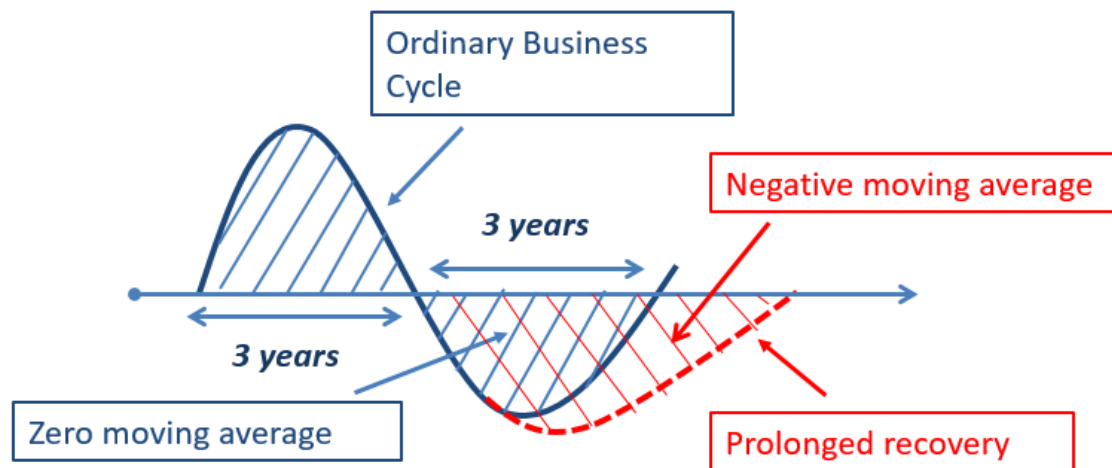 Ordinary Business
Cycle
Negative moving average
3 years
3 years
Zero moving average
Prolonged recovery